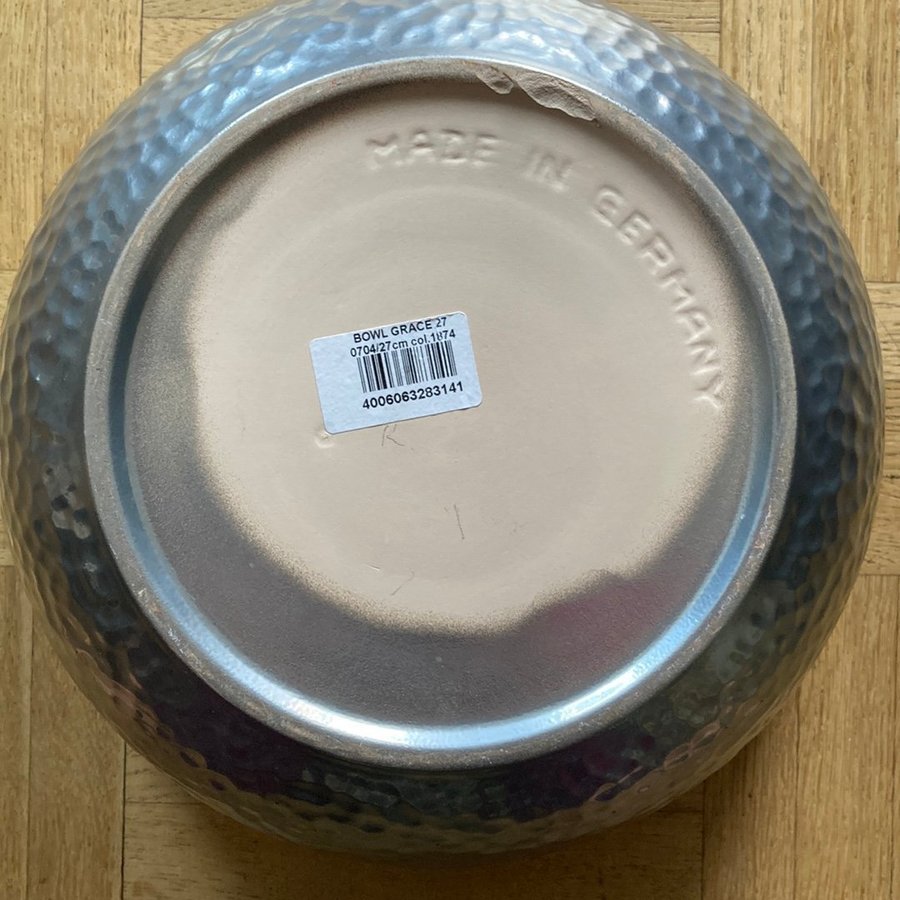 MADE IN GERMANY
BOWL GRACE 27
0704/27cm col.1874
4006063283141
R